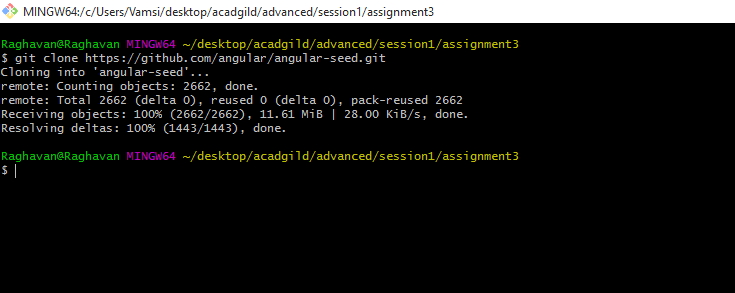 MINGW64:/c/Users/Vamsi/desktop/acadgild/advanced/session1/assignment3
Raghavan@Raghavan MINGW64 ~/desktop/acadgild/advanced/session1/assignment3
$ git clone https://github.com/angular/angular-seed.git
Cloning into 'angular-seed'...
remote: Counting objects: 2662, done.
remote: Total 2662 (delta 0), reused 0 (delta 0), pack-reused 2662
Receiving objects: 100% (2662/2662), 11.61 MiB | 28.00 KiB/s, done.
Resolving deltas: 100% (1443/1443), done.
Raghavan@Raghavan MINGW64 ~/desktop/acadgild/advanced/session1/assignment3
$